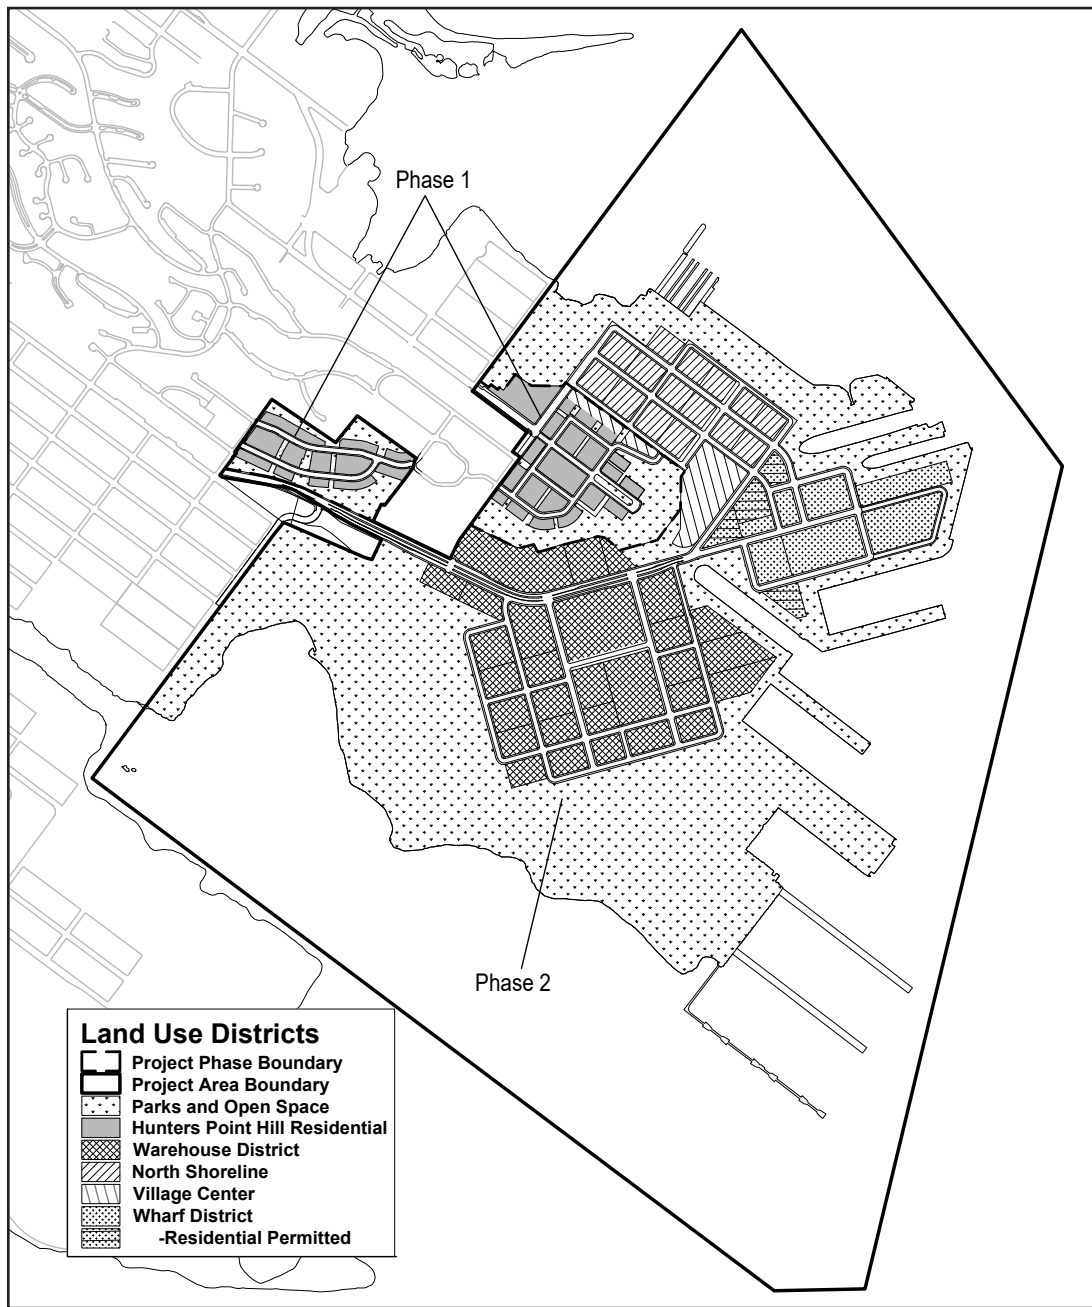 Phase 1
Phase 2
Land Use Districts
Project Phase Boundary
Project Area Boundary
Parks and Open Space
Hunters Point Hill Residential
Warehouse District
North Shoreline
Village Center
Wharf District
-Residential Permitted